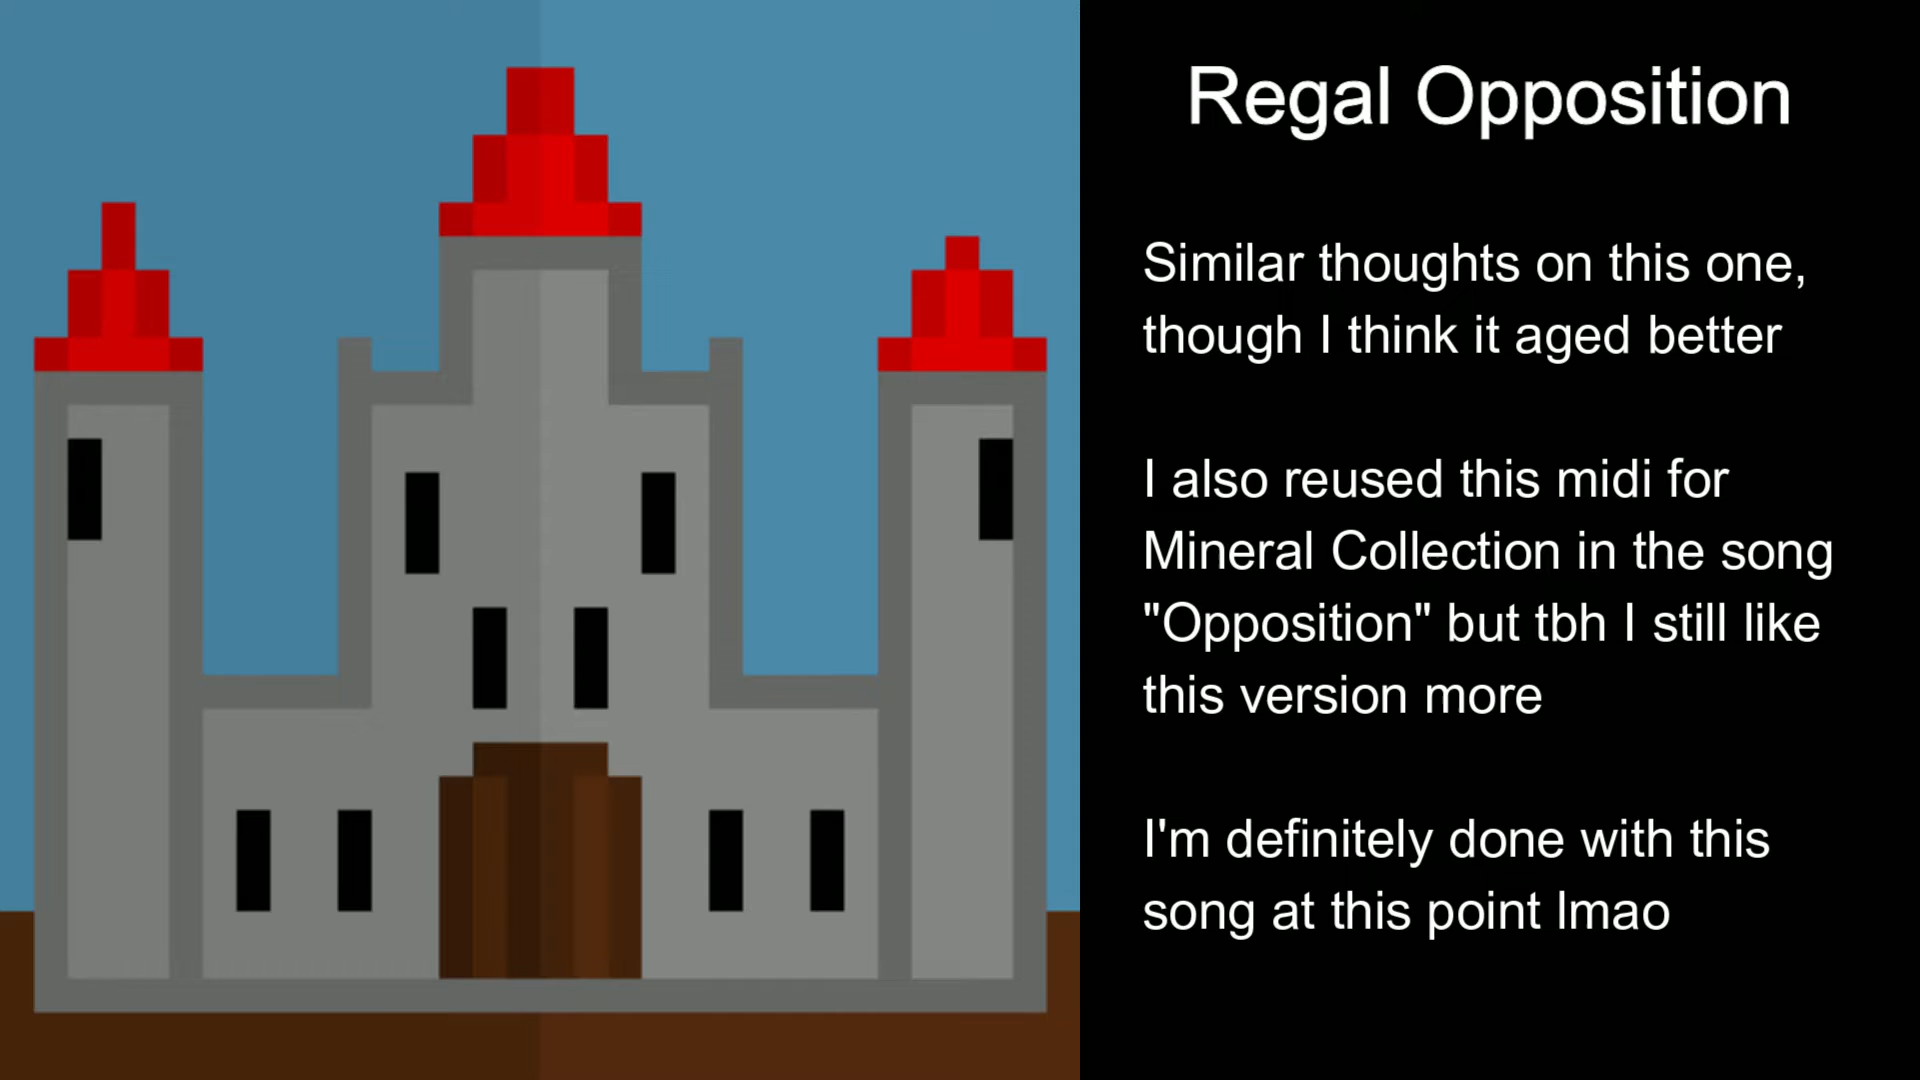 Regal Opposition
Similar thoughts on this one,
though I think it aged better
I also reused this midi for
Mineral Collection in the song
"Opposition" but tbh I still like
this version more
I'm definitely done with this
song at this point lmao